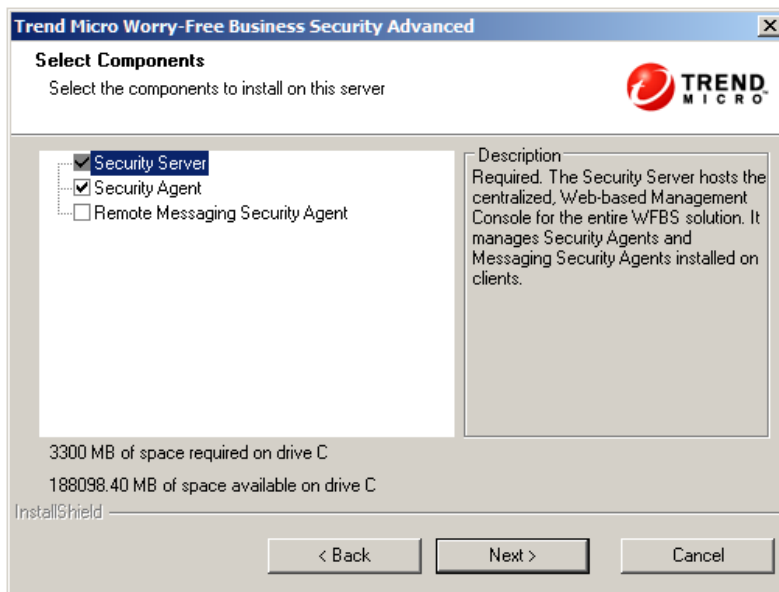 Trend Micro Worry-Free Business Security Advanced
Select Components
Select the components to install on this server
TREND
MICRO
Security Server
Security Agent
Remote Messaging Security Agent
Description
Required. The Security Server hosts the
centralized, Web-based Management
Console for the entire WFBS solution. It
manages Security Agents and
Messaging Security Agents installed on
clients.
3300 MB of space required on drive C
188098.40 MB of space available on drive C
InstallShield
< Back
Next >
Cancel